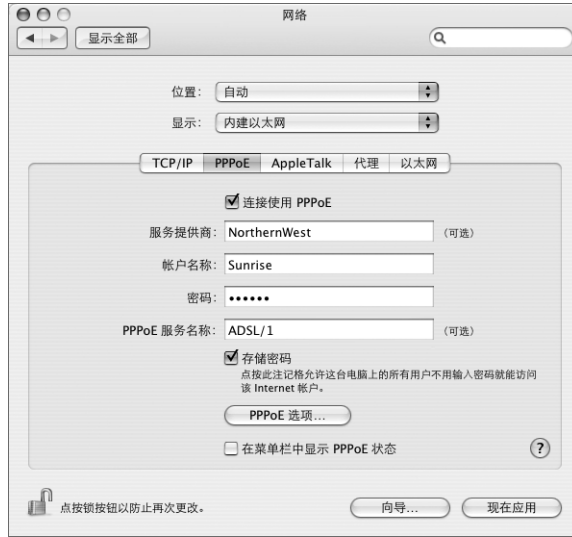 网络
显示全部
位置： 自动
显示： 内建以太网
TCP/IP PPPoE AppleTalk 代理 以太网
连接使用 PPPoE
服务提供商： NorthernWest （可选）
帐户名称： Sunrise
密码： ••••••
PPPoE 服务名称： ADSL/1 （可选）
存储密码
点按此注记格允许这台电脑上的所有用户不用输入密码就能访问
该 Internet 帐户。
PPPoE 选项...
在菜单栏中显示 PPPoE 状态
?
点按锁按钮以防止再次更改。 向导... 现在应用